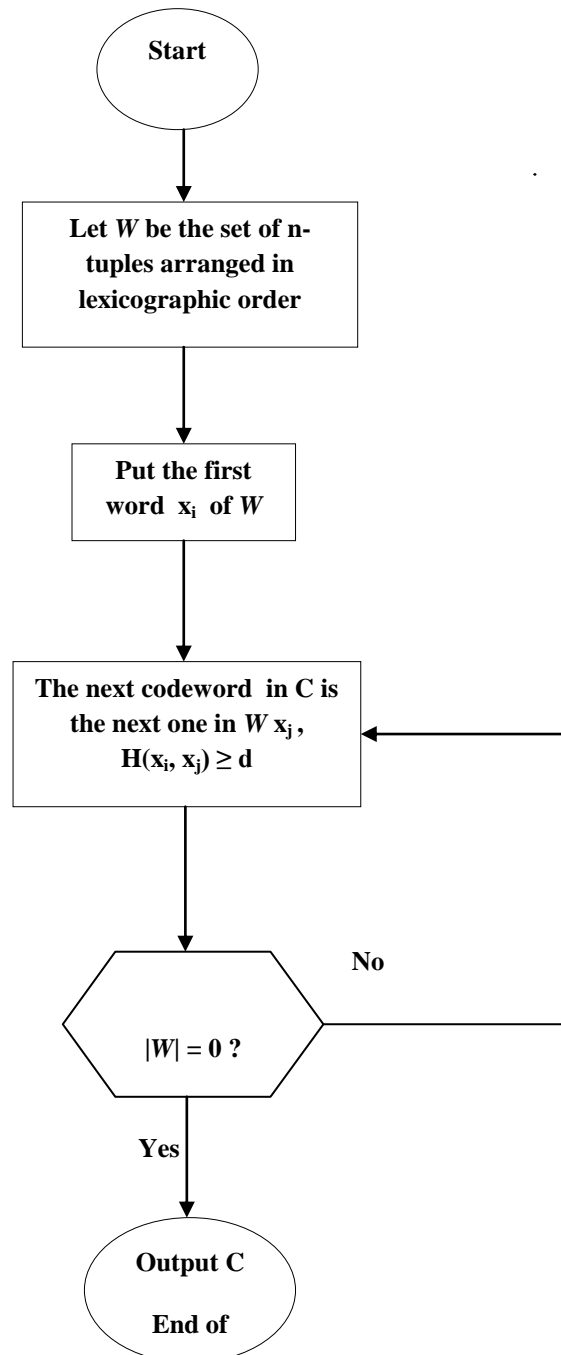 Start
Let W be the set of n-
tuples arranged in
lexicographic order
Put the first
word xᵢ of W
The next codeword in C is
the next one in W xⱼ ,
H(xᵢ, xⱼ) ≥ d
No
|W| = 0 ?
Yes
Output C
End of